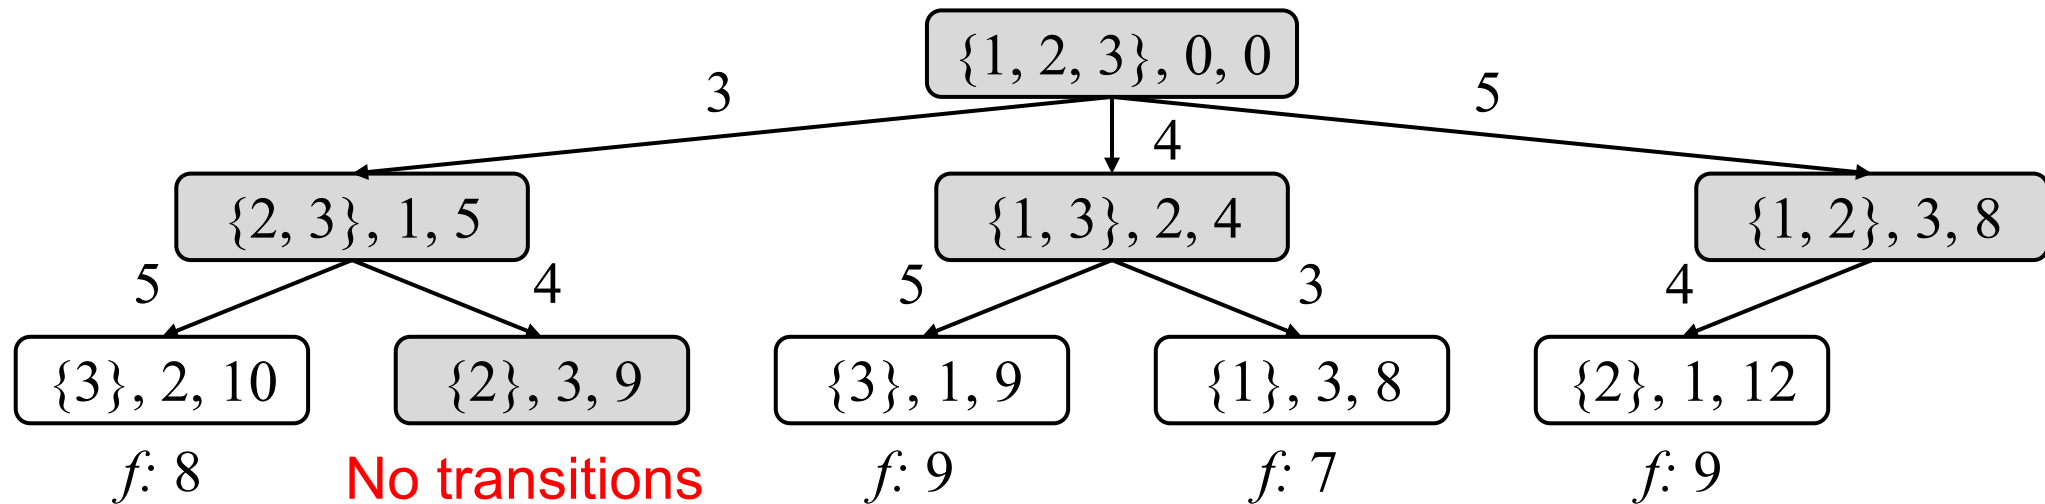 {1, 2, 3}, 0, 0
3
4
5
{2, 3}, 1, 5
{1, 3}, 2, 4
{1, 2}, 3, 8
5
4
5
3
4
{3}, 2, 10
{2}, 3, 9
{3}, 1, 9
{1}, 3, 8
{2}, 1, 12
f: 8
No transitions
f: 9
f: 7
f: 9